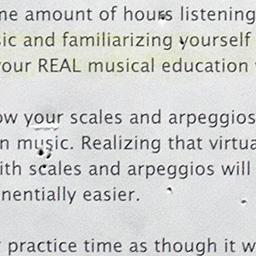 ne amount of hours listening
sic and familiarizing yourself
your REAL musical education
ow your scales and arpeggios
n music. Realizing that virtua
ith scales and arpeggios will
nentially easier.
practice time as though it w